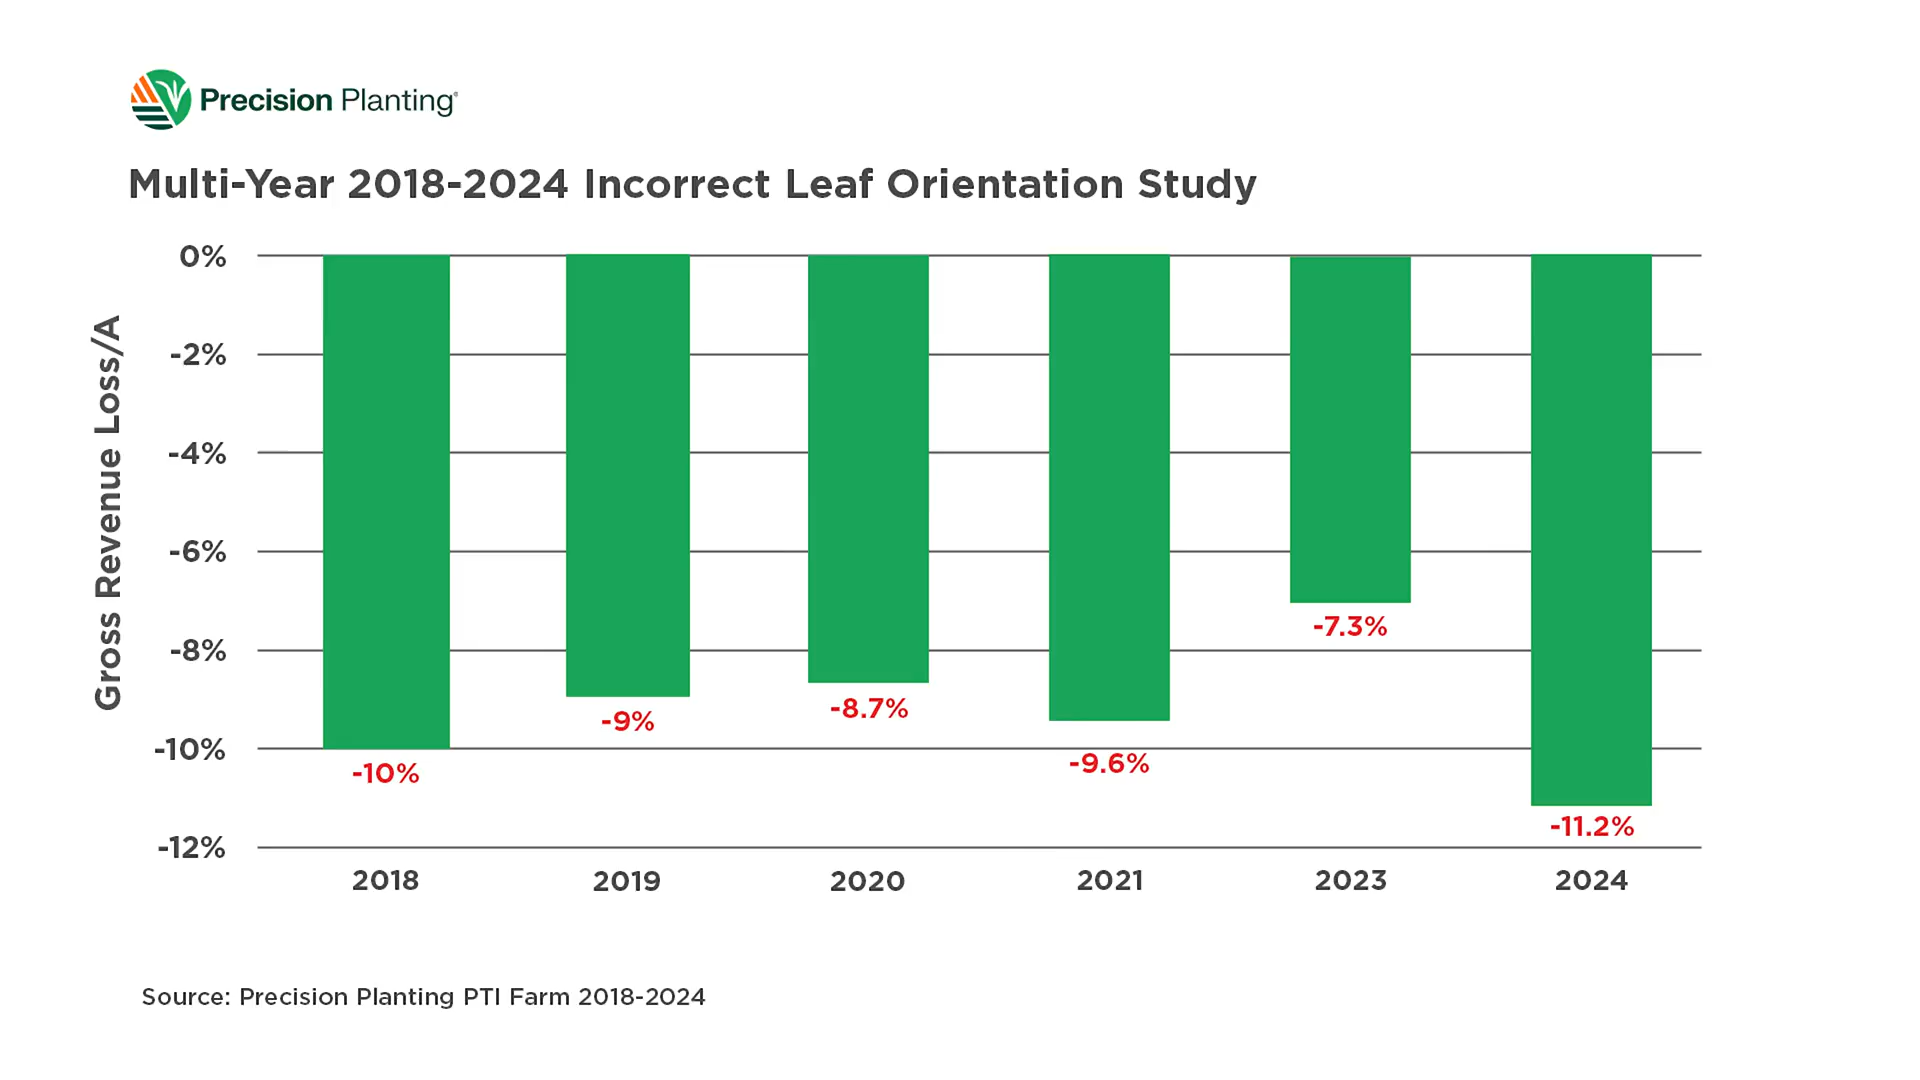 Precision Planting®
Multi-Year 2018-2024 Incorrect Leaf Orientation Study
Gross Revenue Loss/A
0%
-2%
-4%
-6%
-8%
-10%
-12%
-10%
-9%
-8.7%
-9.6%
-7.3%
-11.2%
2018 2019 2020 2021 2023 2024
Source: Precision Planting PTI Farm 2018-2024